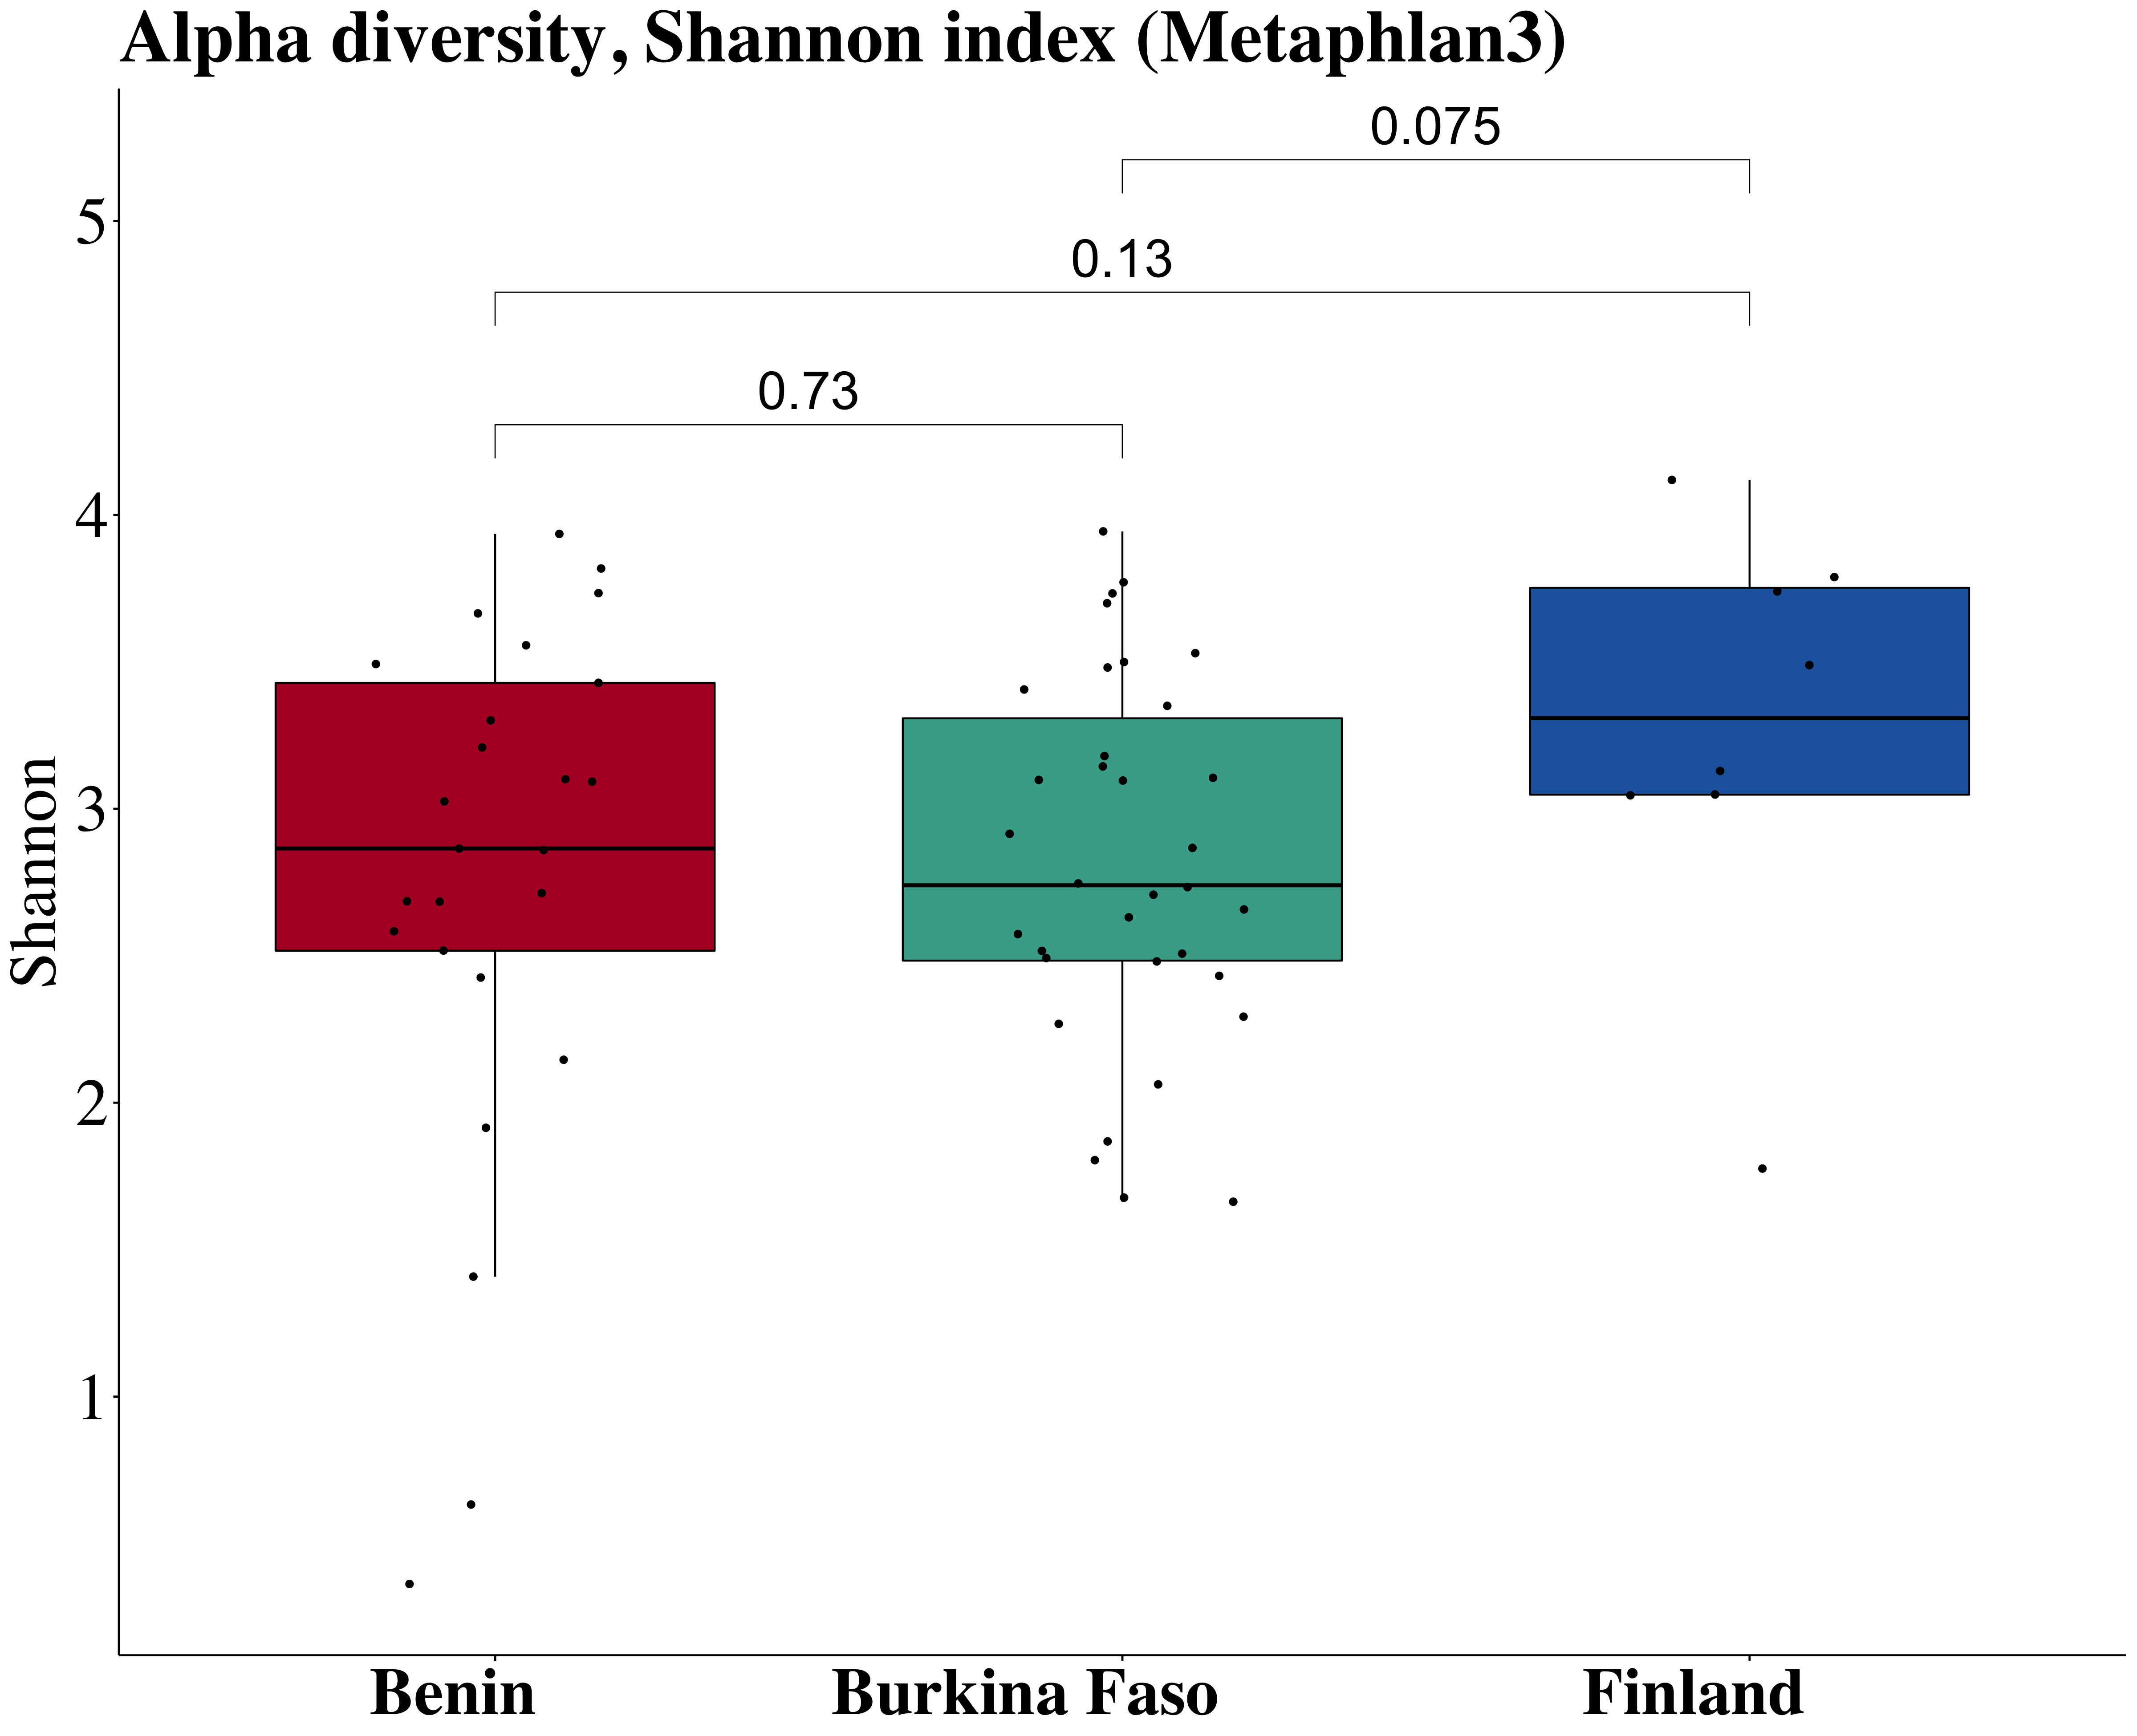 Alpha diversity, Shannon index (Metaphlan3)
0.075
5
0.13
0.73
4
3
Shannon
2
1
Benin Burkina Faso Finland